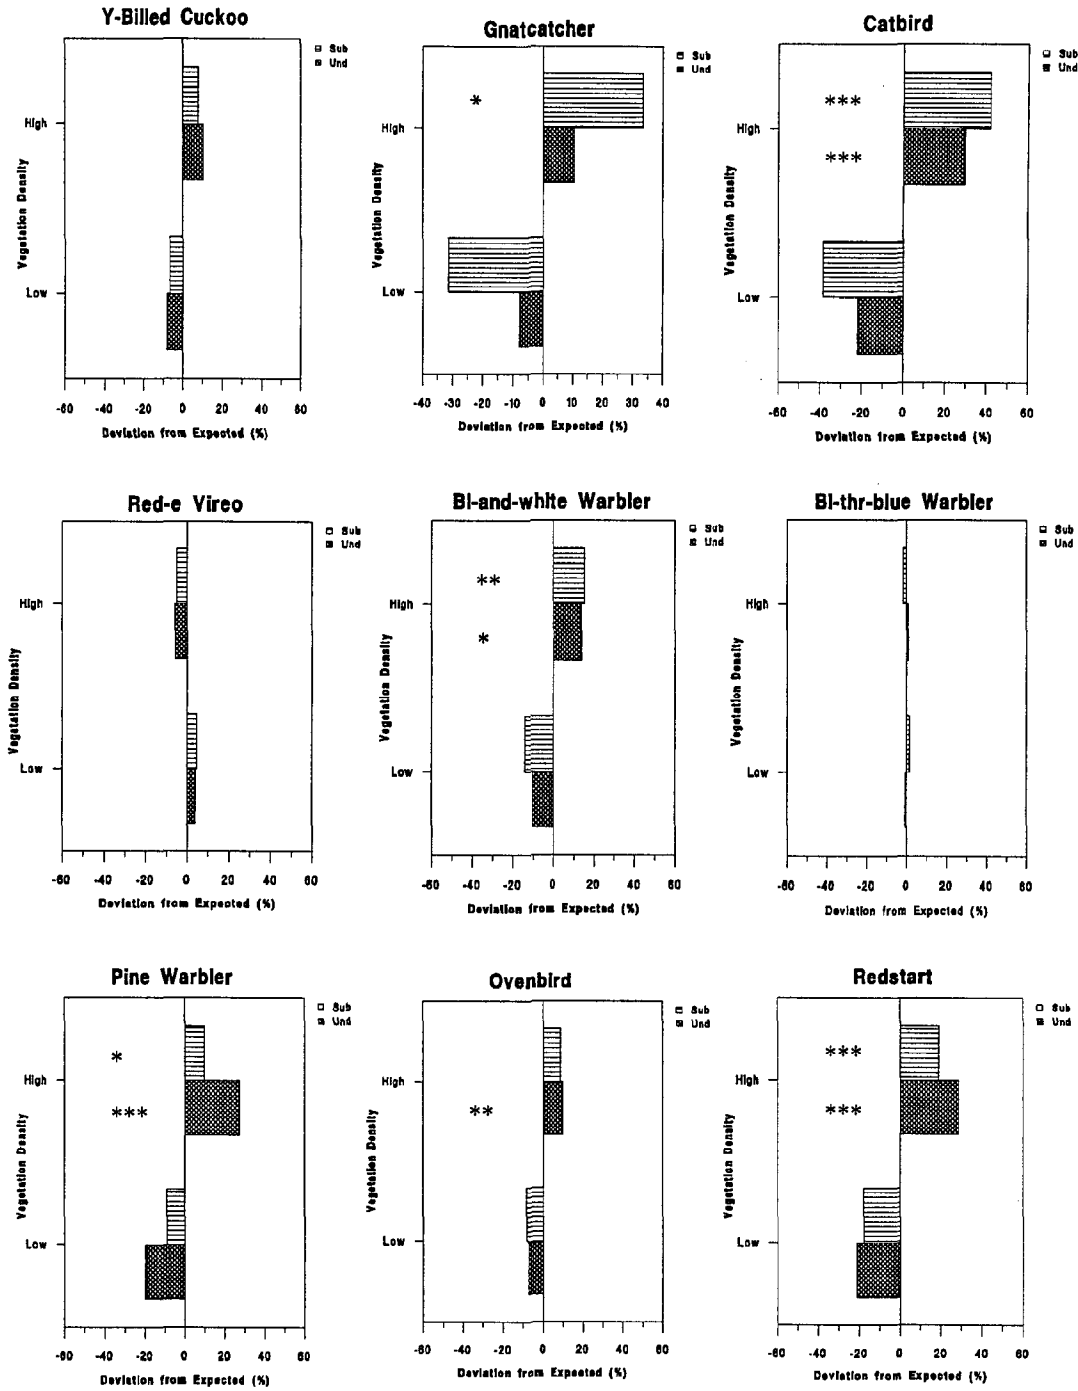 Y-Billed Cuckoo
Sub
Und
High
Low
Vegetation Density
-60 -40 -20 0 20 40 60
Deviation from Expected (%)
Gnatcatcher
Sub
Und
*
High
Low
Vegetation Density
-40 -30 -20 -10 0 10 20 30 40
Deviation from Expected (%)
Catbird
Sub
Und
***
High
***
Low
Vegetation Density
-60 -40 -20 0 20 40 60
Deviation from Expected (%)
Red-e Vireo
Sub
Und
High
Low
Vegetation Density
-60 -40 -20 0 20 40 60
Deviation from Expected (%)
Bl-and-white Warbler
Sub
Und
**
High
*
Low
Vegetation Density
-60 -40 -20 0 20 40 60
Deviation from Expected (%)
Bl-thr-blue Warbler
Sub
Und
High
Low
Vegetation Density
-60 -40 -20 0 20 40 60
Deviation from Expected (%)
Pine Warbler
Sub
Und
*
High
***
Low
Vegetation Density
-60 -40 -20 0 20 40 60
Deviation from Expected (%)
Ovenbird
Sub
Und
High
**
Low
Vegetation Density
-60 -40 -20 0 20 40 60
Deviation from Expected (%)
Redstart
Sub
Und
***
High
***
Low
Vegetation Density
-60 -40 -20 0 20 40 60
Deviation from Expected (%)